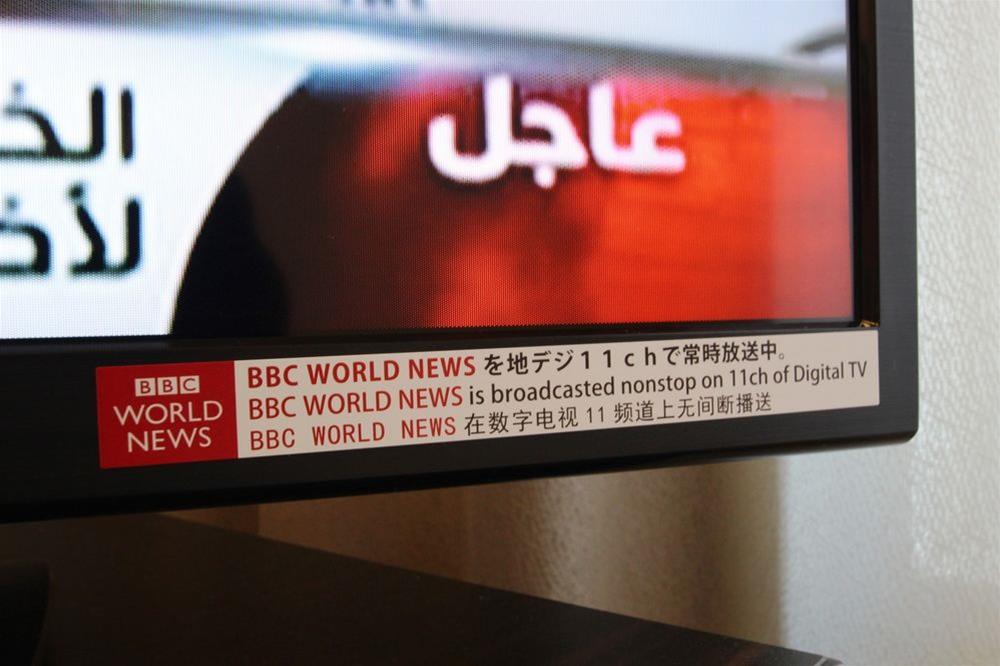 عاجل
BBC
WORLD
NEWS
BBC WORLD NEWS を地デジ11chで常時放送中。
BBC WORLD NEWS is broadcasted nonstop on 11ch of Digital TV
BBC WORLD NEWS 在数字电视 11 频道上无间断播送